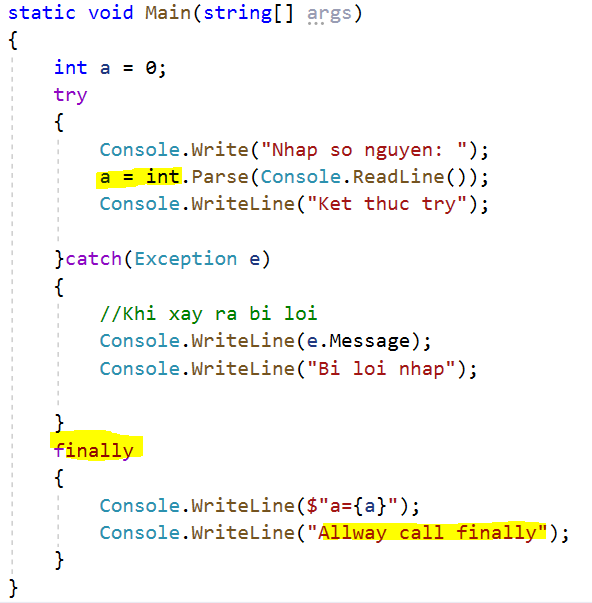 static void Main(string[] args)
{
    int a = 0;
    try
    {
        Console.Write("Nhap so nguyen: ");
        a = int.Parse(Console.ReadLine());
        Console.WriteLine("Ket thuc try");

    }catch(Exception e)
    {
        //Khi xay ra bi loi
        Console.WriteLine(e.Message);
        Console.WriteLine("Bi loi nhap");

    }
    finally
    {
        Console.WriteLine($"a={a}");
        Console.WriteLine("Allway call finally");
    }
}